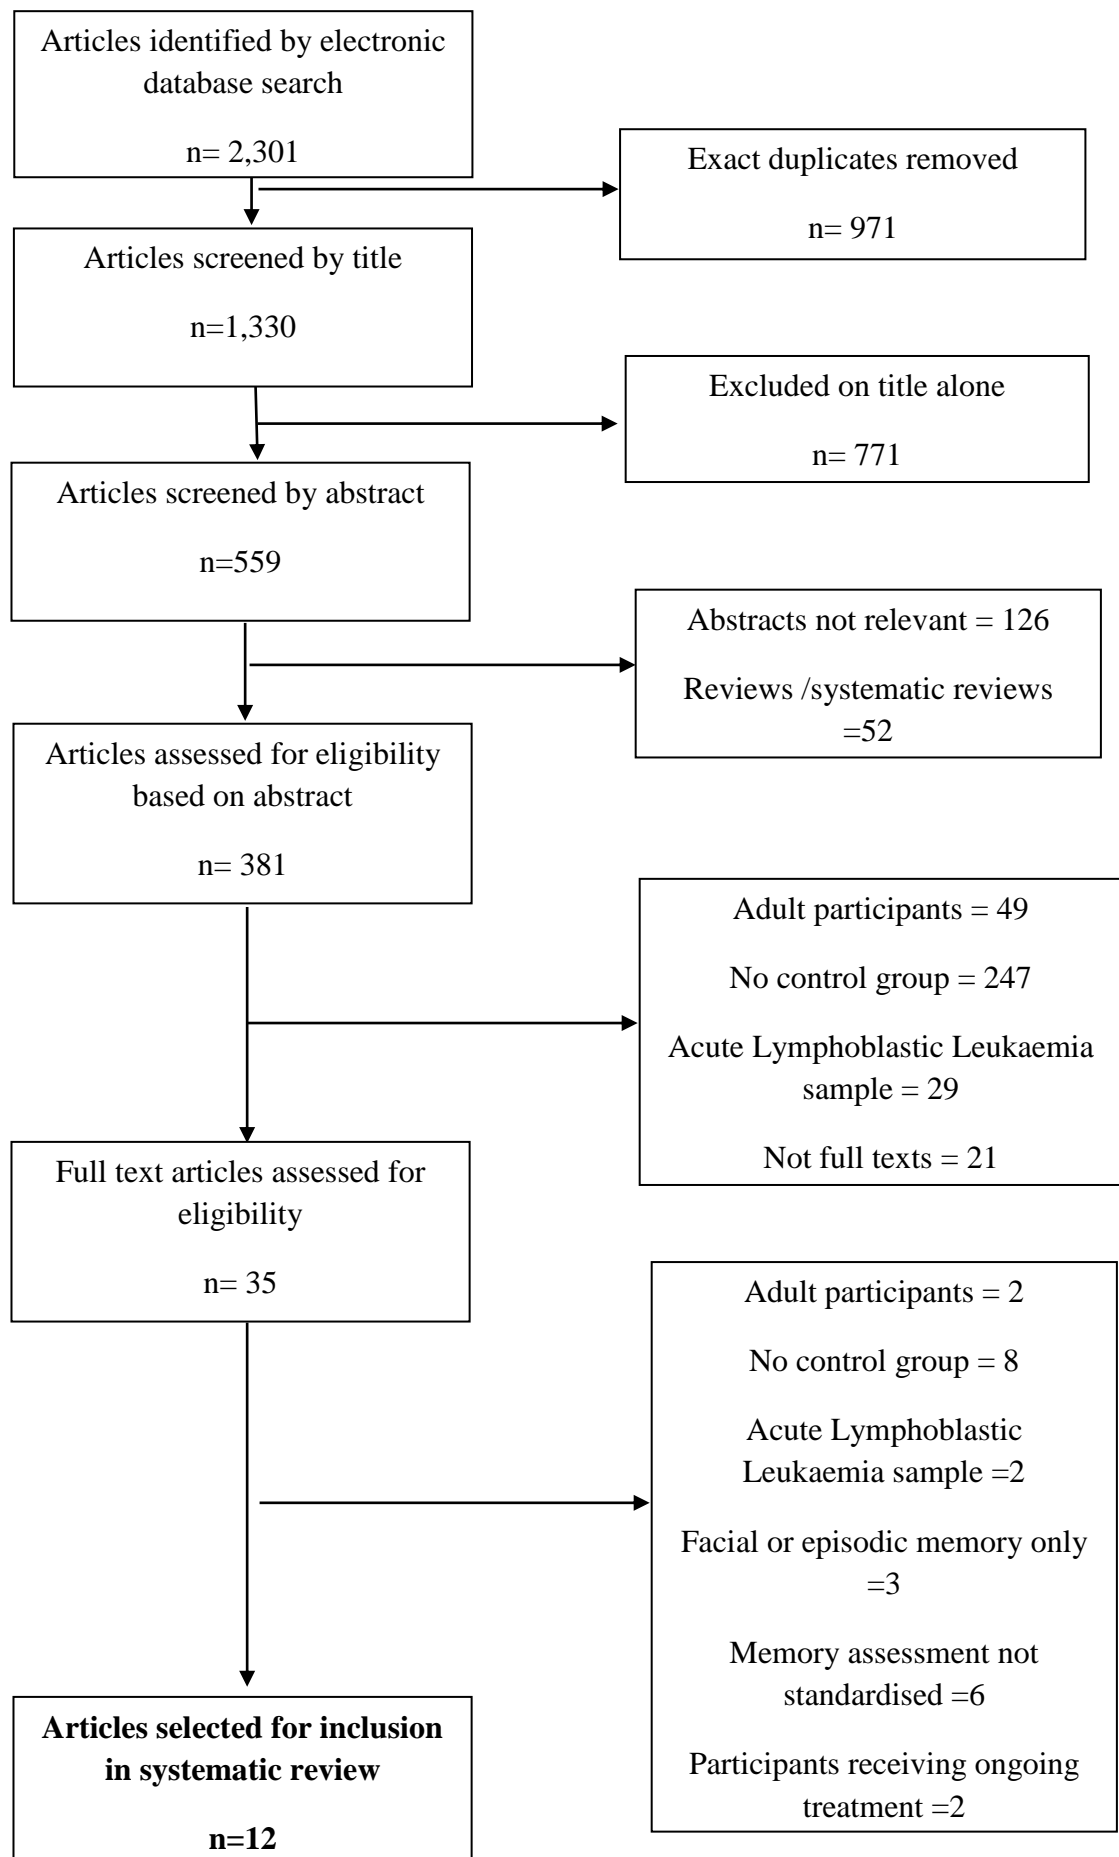 Articles identified by electronic
database search
n= 2,301
Exact duplicates removed
n= 971
Articles screened by title
n=1,330
Excluded on title alone
n= 771
Articles screened by abstract
n=559
Abstracts not relevant = 126
Reviews /systematic reviews
=52
Articles assessed for eligibility
based on abstract
n= 381
Adult participants = 49
No control group = 247
Acute Lymphoblastic Leukaemia
sample = 29
Not full texts = 21
Full text articles assessed for
eligibility
n= 35
Adult participants = 2
No control group = 8
Acute Lymphoblastic
Leukaemia sample =2
Facial or episodic memory only
=3
Memory assessment not
standardised =6
Participants receiving ongoing
treatment =2
Articles selected for inclusion
in systematic review
n=12